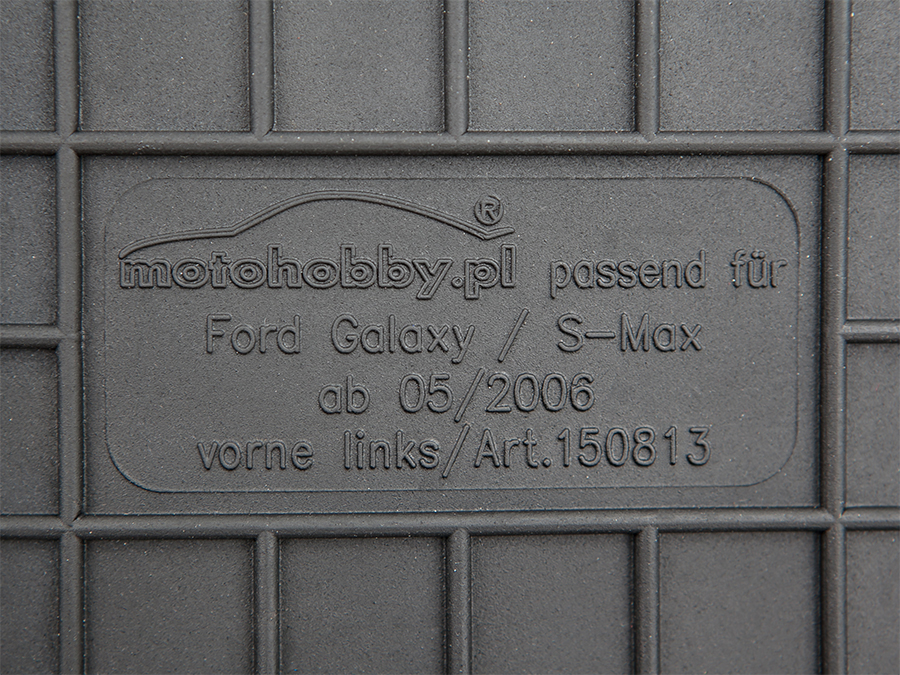 motohobby.pl ® passend für
Ford Galaxy / S-Max
ab 05/2006
vorne links/Art.150813